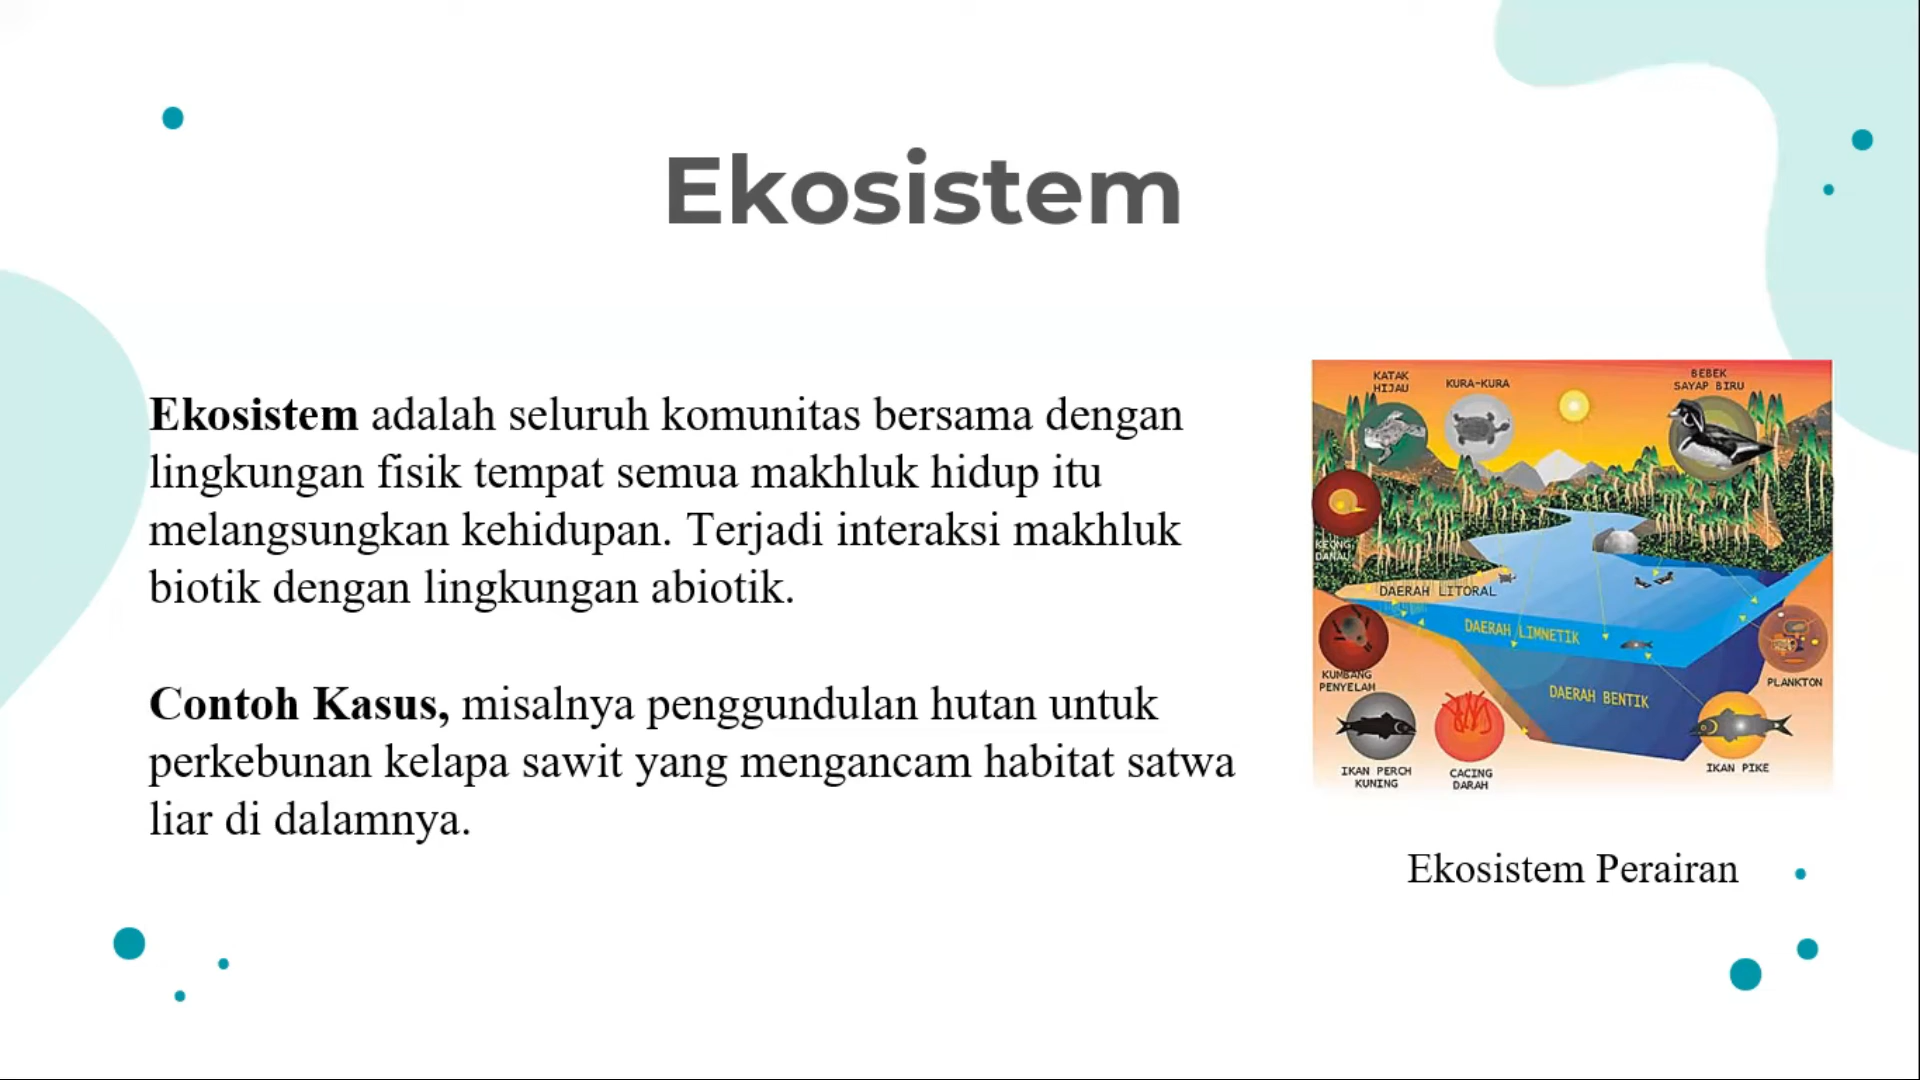 Ekosistem
Ekosistem adalah seluruh komunitas bersama dengan
lingkungan fisik tempat semua makhluk hidup itu
melangsungkan kehidupan. Terjadi interaksi makhluk
biotik dengan lingkungan abiotik.
Contoh Kasus, misalnya penggundulan hutan untuk
perkebunan kelapa sawit yang mengancam habitat satwa
liar di dalamnya.
KATAK
HIJAU
KURA-KURA
BEBEK
SAYAP BIRU
KEONG
DANAU
DAERAH LITORAL
DAERAH LIMNETIK
DAERAH BENTIK
KUMBANG
PENYELAM
PLANKTON
IKAN PERCH
KUNING
CACING
DARAH
IKAN PIKE
Ekosistem Perairan